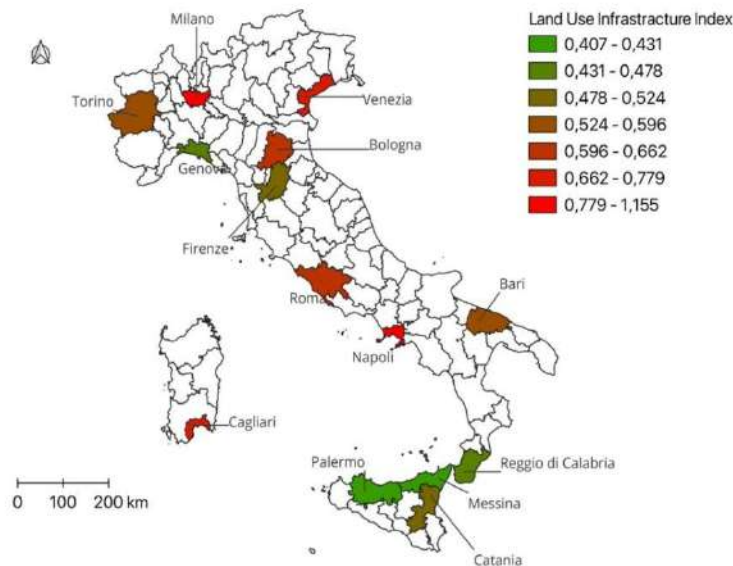 Milano
Land Use Infrastracture Index
0,407 - 0,431
0,431 - 0,478
0,478 - 0,524
0,524 - 0,596
0,596 - 0,662
0,662 - 0,779
0,779 - 1,155
Torino
Venezia
Bologna
Genova
Firenze
Roma
Bari
Napoli
Cagliari
Palermo
Reggio di Calabria
Messina
Catania
0 100 200 km